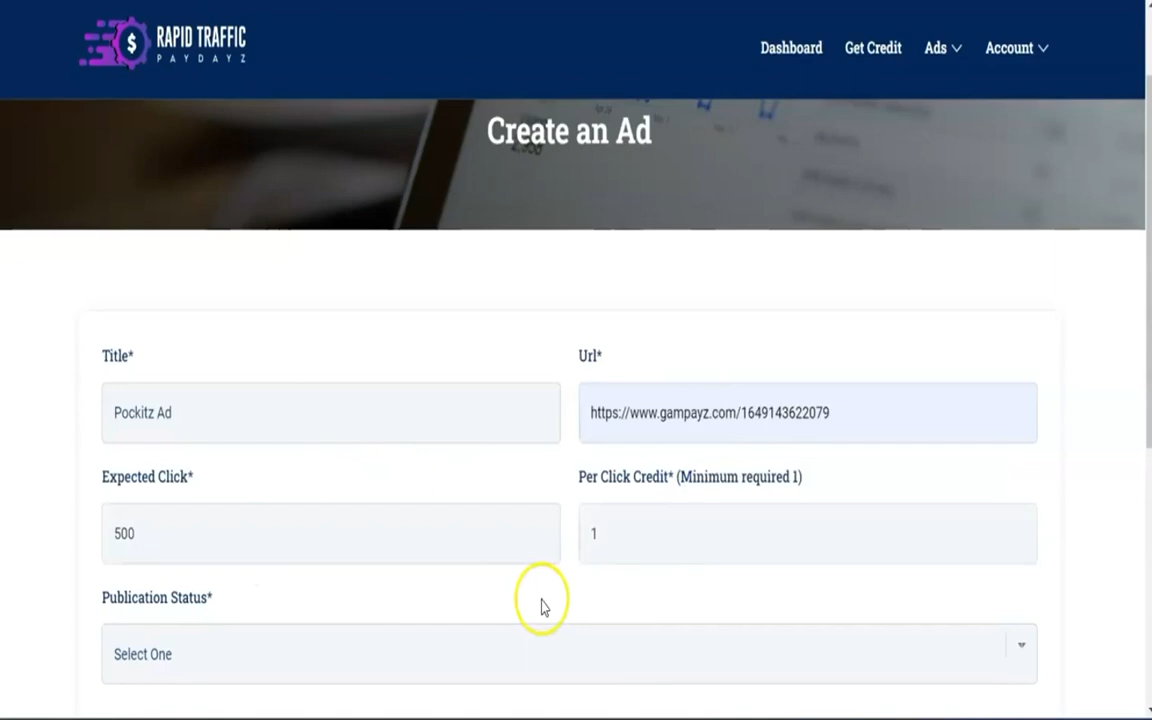 RAPID TRAFFIC
PAYDAYZ
Dashboard Get Credit Ads Account
Create an Ad
Title* Url*
Pockitz Ad https://www.gampayz.com/1649143622079
Expected Click* Per Click Credit* (Minimum required 1)
500 1
Publication Status*
Select One